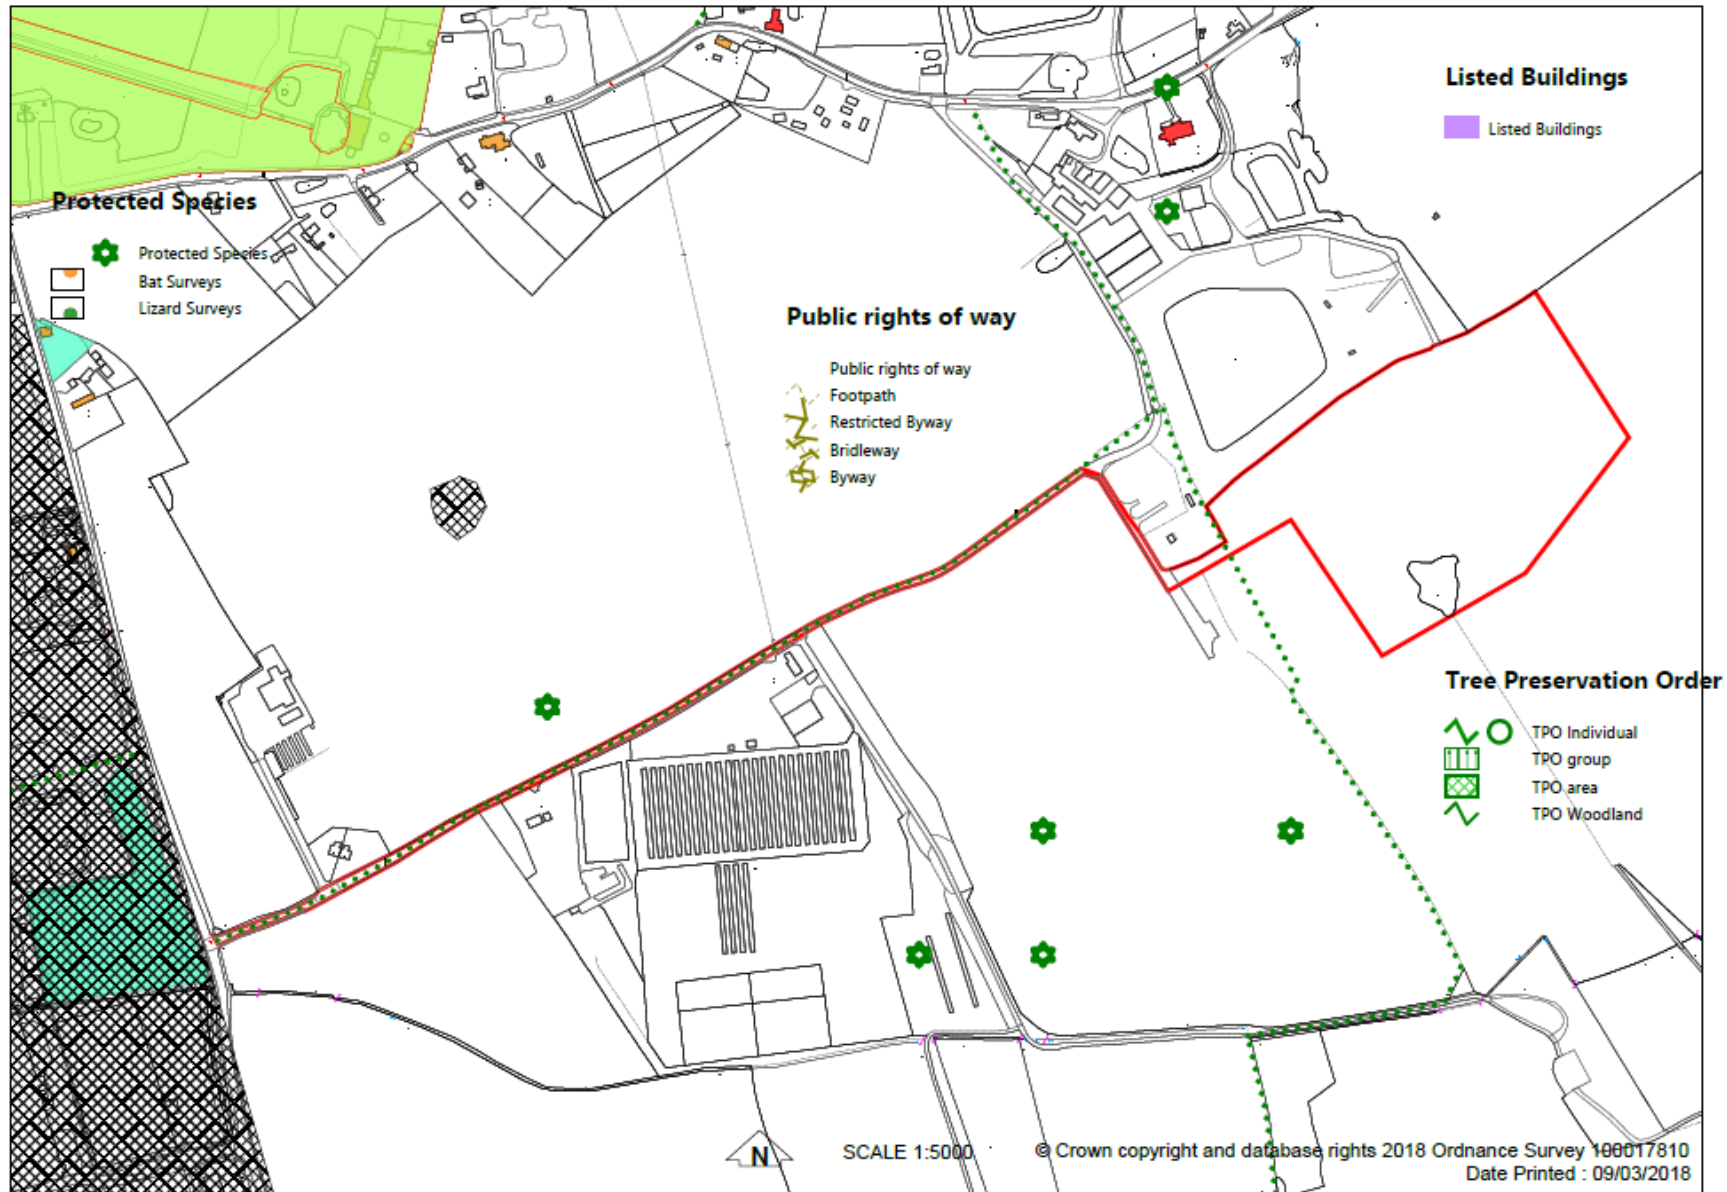 Listed Buildings
Listed Buildings
Protected Species
Protected Species
Bat Surveys
Lizard Surveys
Public rights of way
Public rights of way
Footpath
Restricted Byway
Bridleway
Byway
Tree Preservation Order
TPO Individual
TPO group
TPO area
TPO Woodland
N
SCALE 1:5000
© Crown copyright and database rights 2018 Ordnance Survey 100017810
Date Printed : 09/03/2018